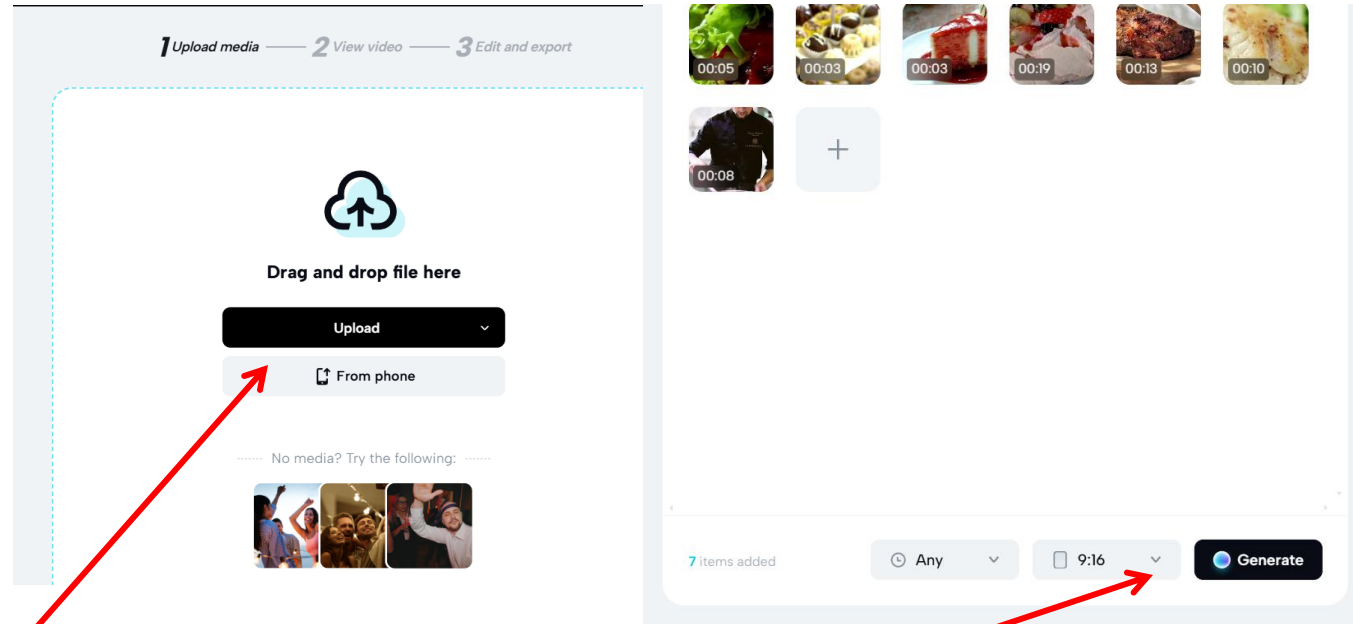 1 Upload media 2 View video 3 Edit and export
Drag and drop file here
Upload
From phone
No media? Try the following:
00:05 00:03 00:03 00:19 00:13 00:10
00:08
7 items added Any 9:16 Generate